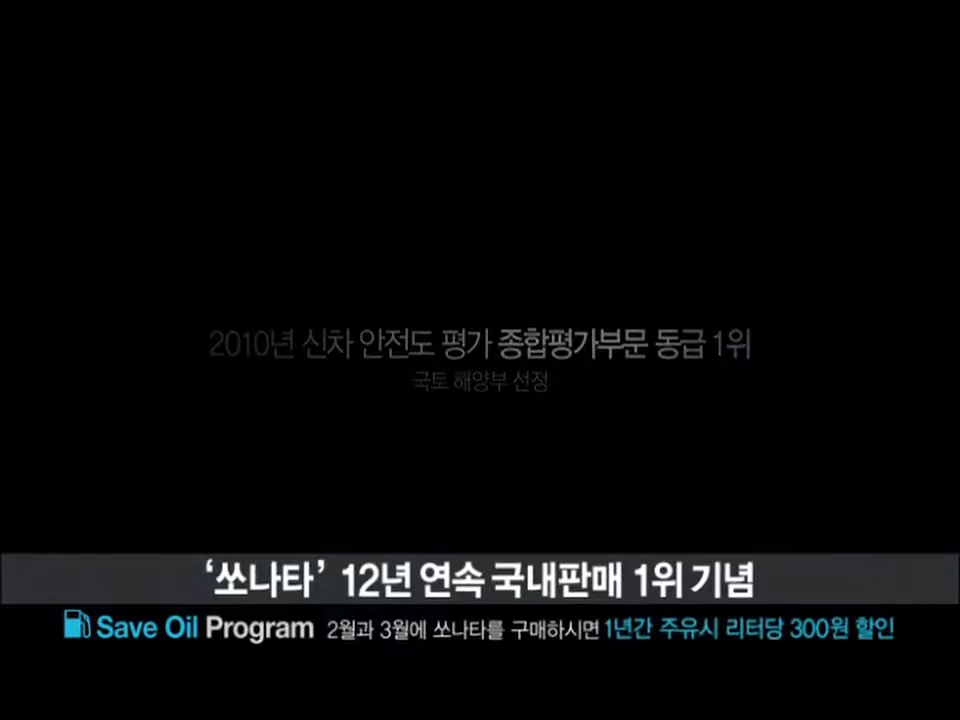 2010년 신차 안전도 평가 종합평가부문 동급 1위
국토 해양부 선정
‘쏘나타’ 12년 연속 국내판매 1위 기념
Save Oil Program 2월과 3월에 쏘나타를 구매하시면 1년간 주유시 리터당 300원 할인